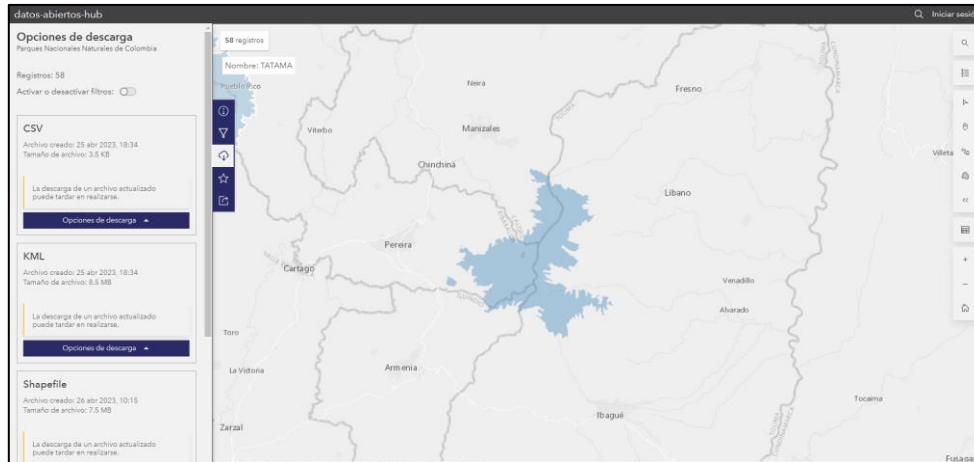 datos-abiertos-hub
Iniciar sesió
Opciones de descarga
Parques Nacionales Naturales de Colombia
Registros: 58
Activar o desactivar filtros:
CSV
Archivo creado: 25 abr 2023, 18:34
Tamaño de archivo: 3.5 KB
La descarga de un archivo actualizado
puede tardar en realizarse.
Opciones de descarga
KML
Archivo creado: 25 abr 2023, 18:34
Tamaño de archivo: 8.5 MB
La descarga de un archivo actualizado
puede tardar en realizarse.
Opciones de descarga
Shapefile
Archivo creado: 26 abr 2023, 10:15
Tamaño de archivo: 7.5 MB
La descarga de un archivo actualizado
puede tardar en realizarse.
58 registros
Nombre: TATAMA
Pueblo Rico
Neira
Fresno
Viterbo
Manizales
Villeta
Chinchiná
Libano
Pereira
Cartago
Venadillo
Alvarado
Toro
La Victoria
Armenia
Tocaima
Ibagué
Zarzal
TOLIMA
CUNDINAMARCA